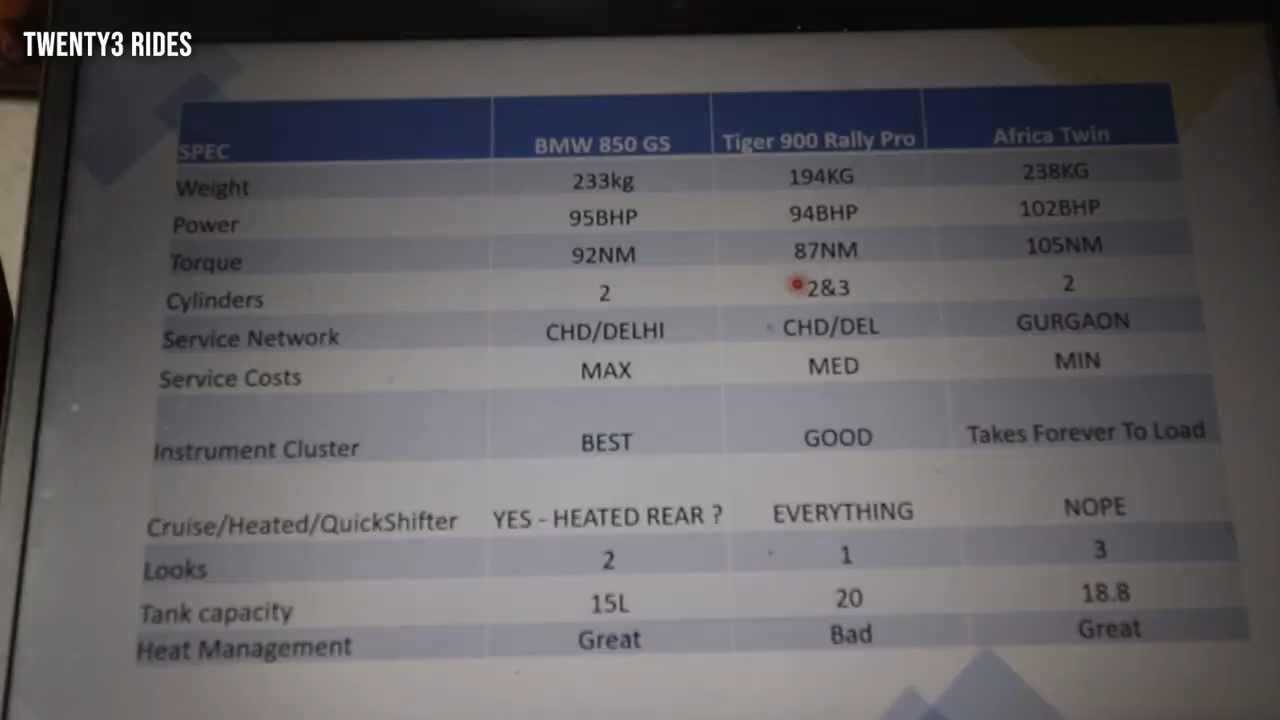 TWENTY3 RIDES
SPEC BMW 850 GS Tiger 900 Rally Pro Africa Twin
Weight 233kg 194KG 238KG
Power 95BHP 94BHP 102BHP
Torque 92NM 87NM 105NM
Cylinders 2 2&3 2
Service Network CHD/DELHI CHD/DEL GURGAON
Service Costs MAX MED MIN
Instrument Cluster BEST GOOD Takes Forever To Load
Cruise/Heated/QuickShifter YES - HEATED REAR ? EVERYTHING NOPE
Looks 2 1 3
Tank capacity 15L 20 18.8
Heat Management Great Bad Great